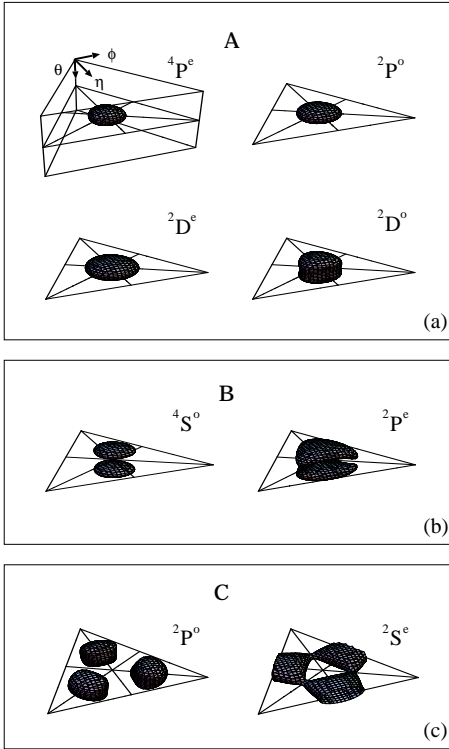 A
θ
ϕ
η
⁴Pᵉ
²Pᵒ
²Dᵉ
²Dᵒ
(a)
B
⁴Sᵒ
²Pᵉ
(b)
C
²Pᵒ
²Sᵉ
(c)